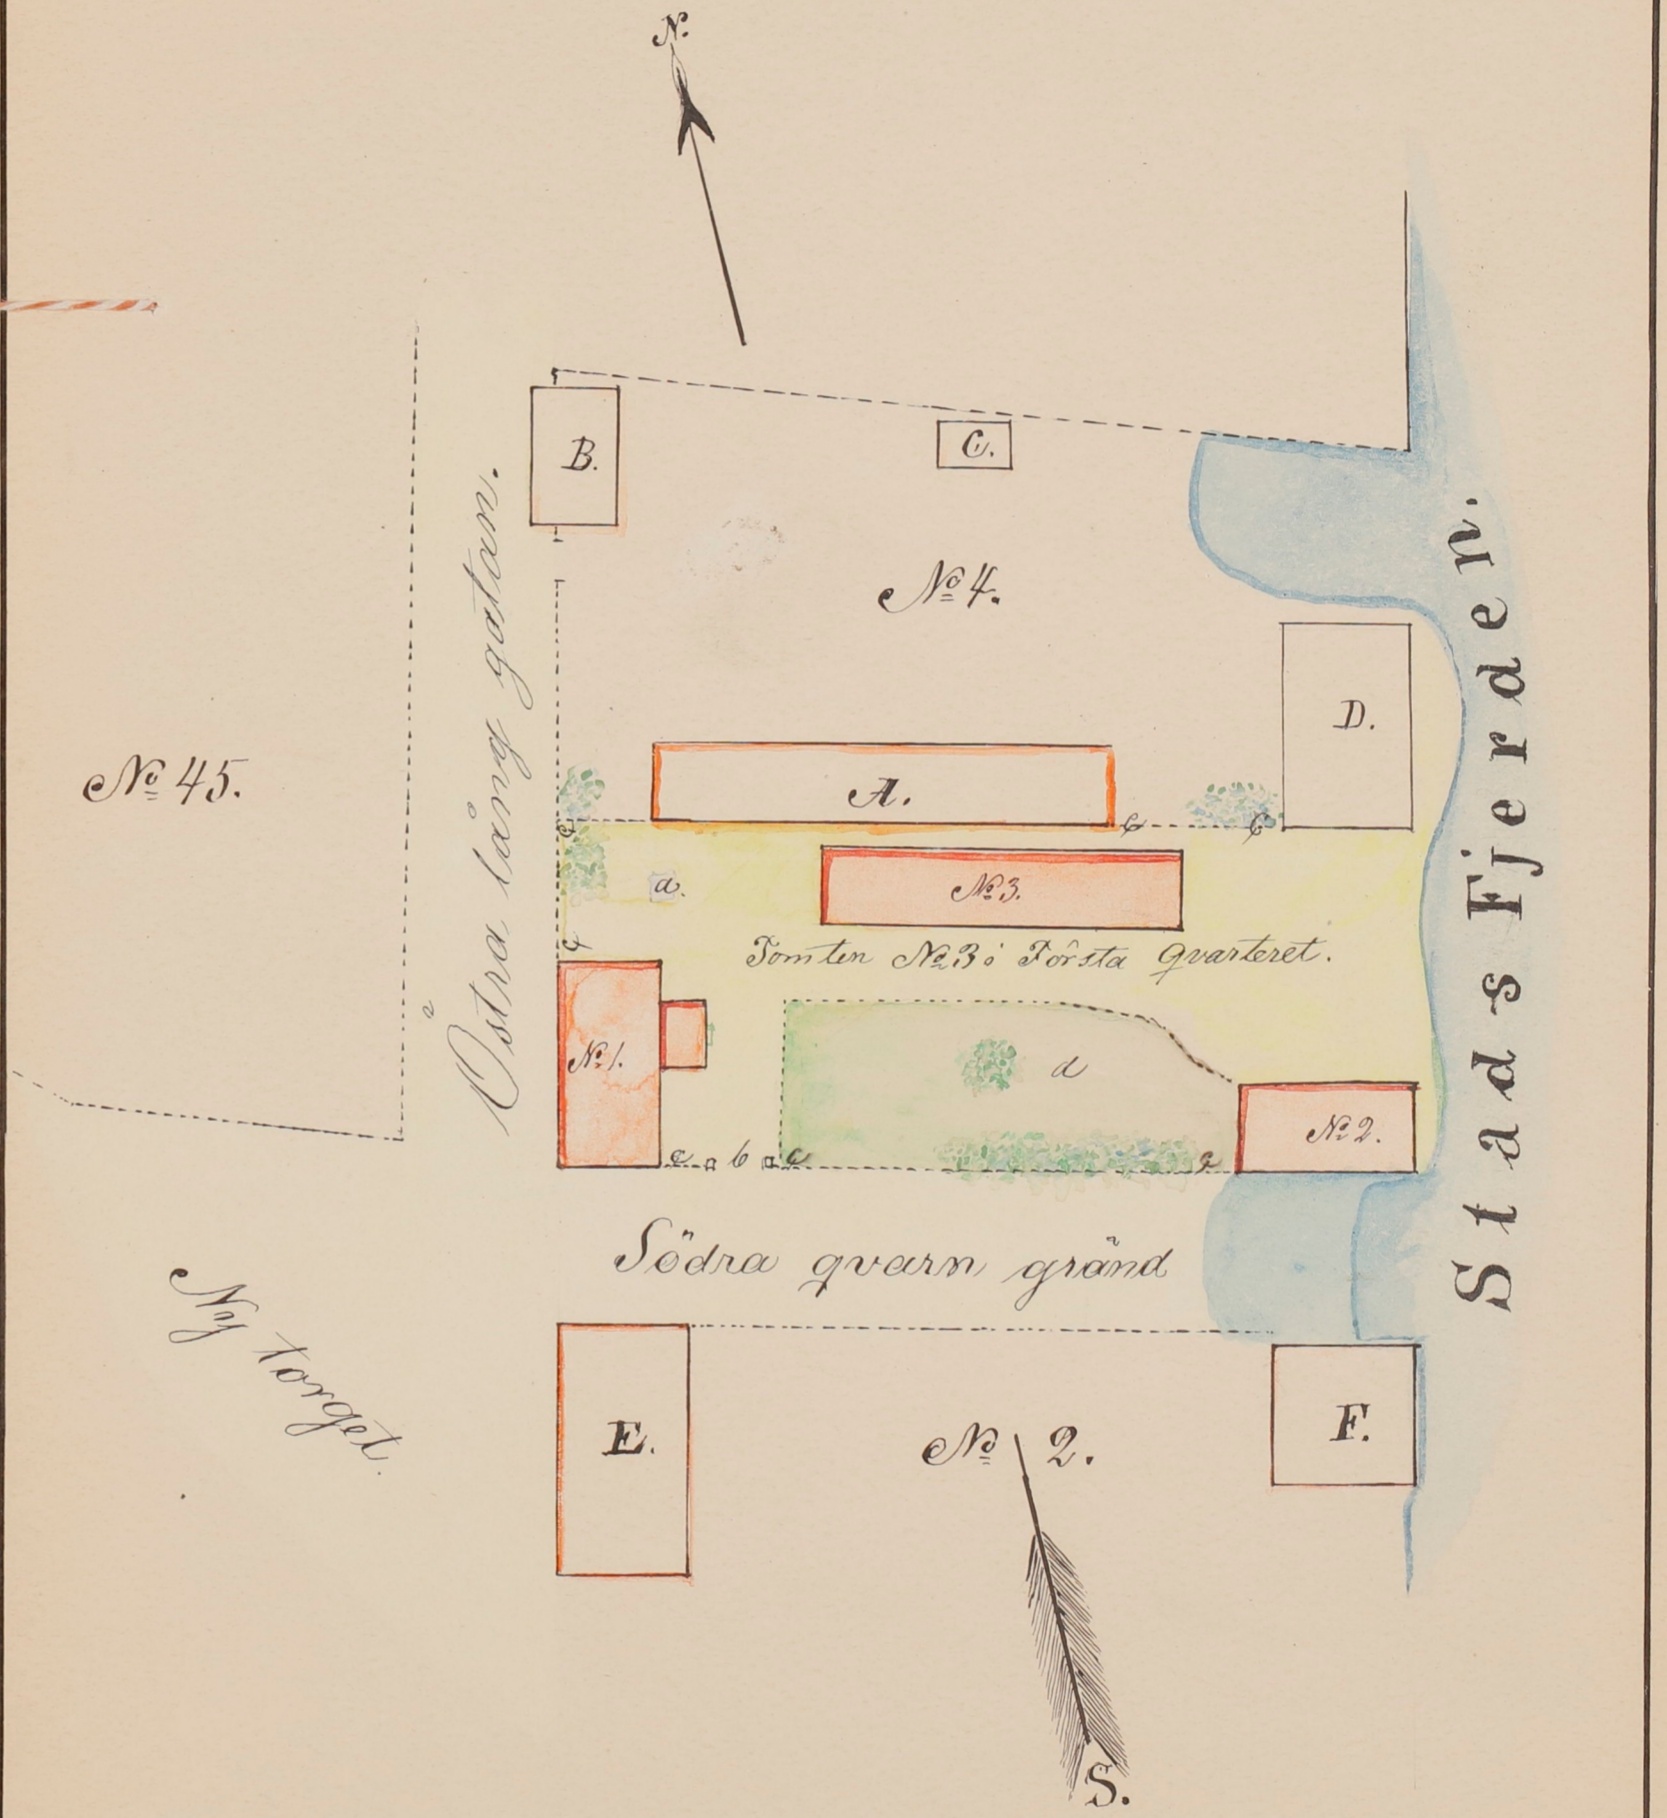 N.
B.
C.
Östra lång gatan.
No 4.
Stads Fjerden.
D.
No 45.
A.
c
c
c
a.
No 3.
c
Tomten No 3 i Första Qvarteret.
No 1.
d
No 2.
c
b
c
c
Södra qvarn gränd
Ny torget.
E.
No 2.
F.
S.